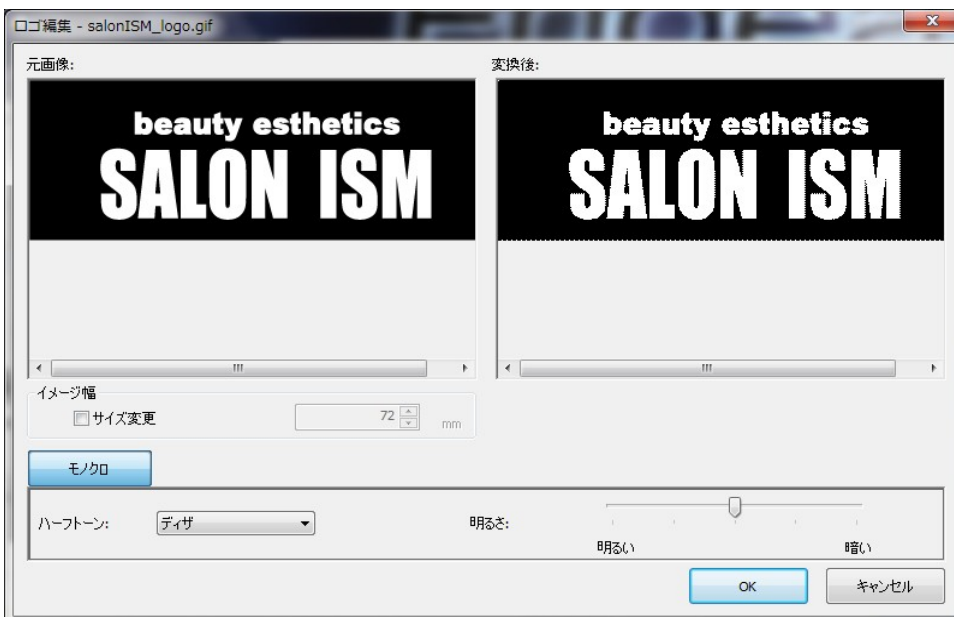 ロゴ編集 - salonISM_logo.gif
元画像:
変換後:
beauty esthetics
SALON ISM
beauty esthetics
SALON ISM
イメージ幅
サイズ変更
72
mm
モノクロ
ハーフトーン:
ディザ
明るさ:
明るい
暗い
OK
キャンセル